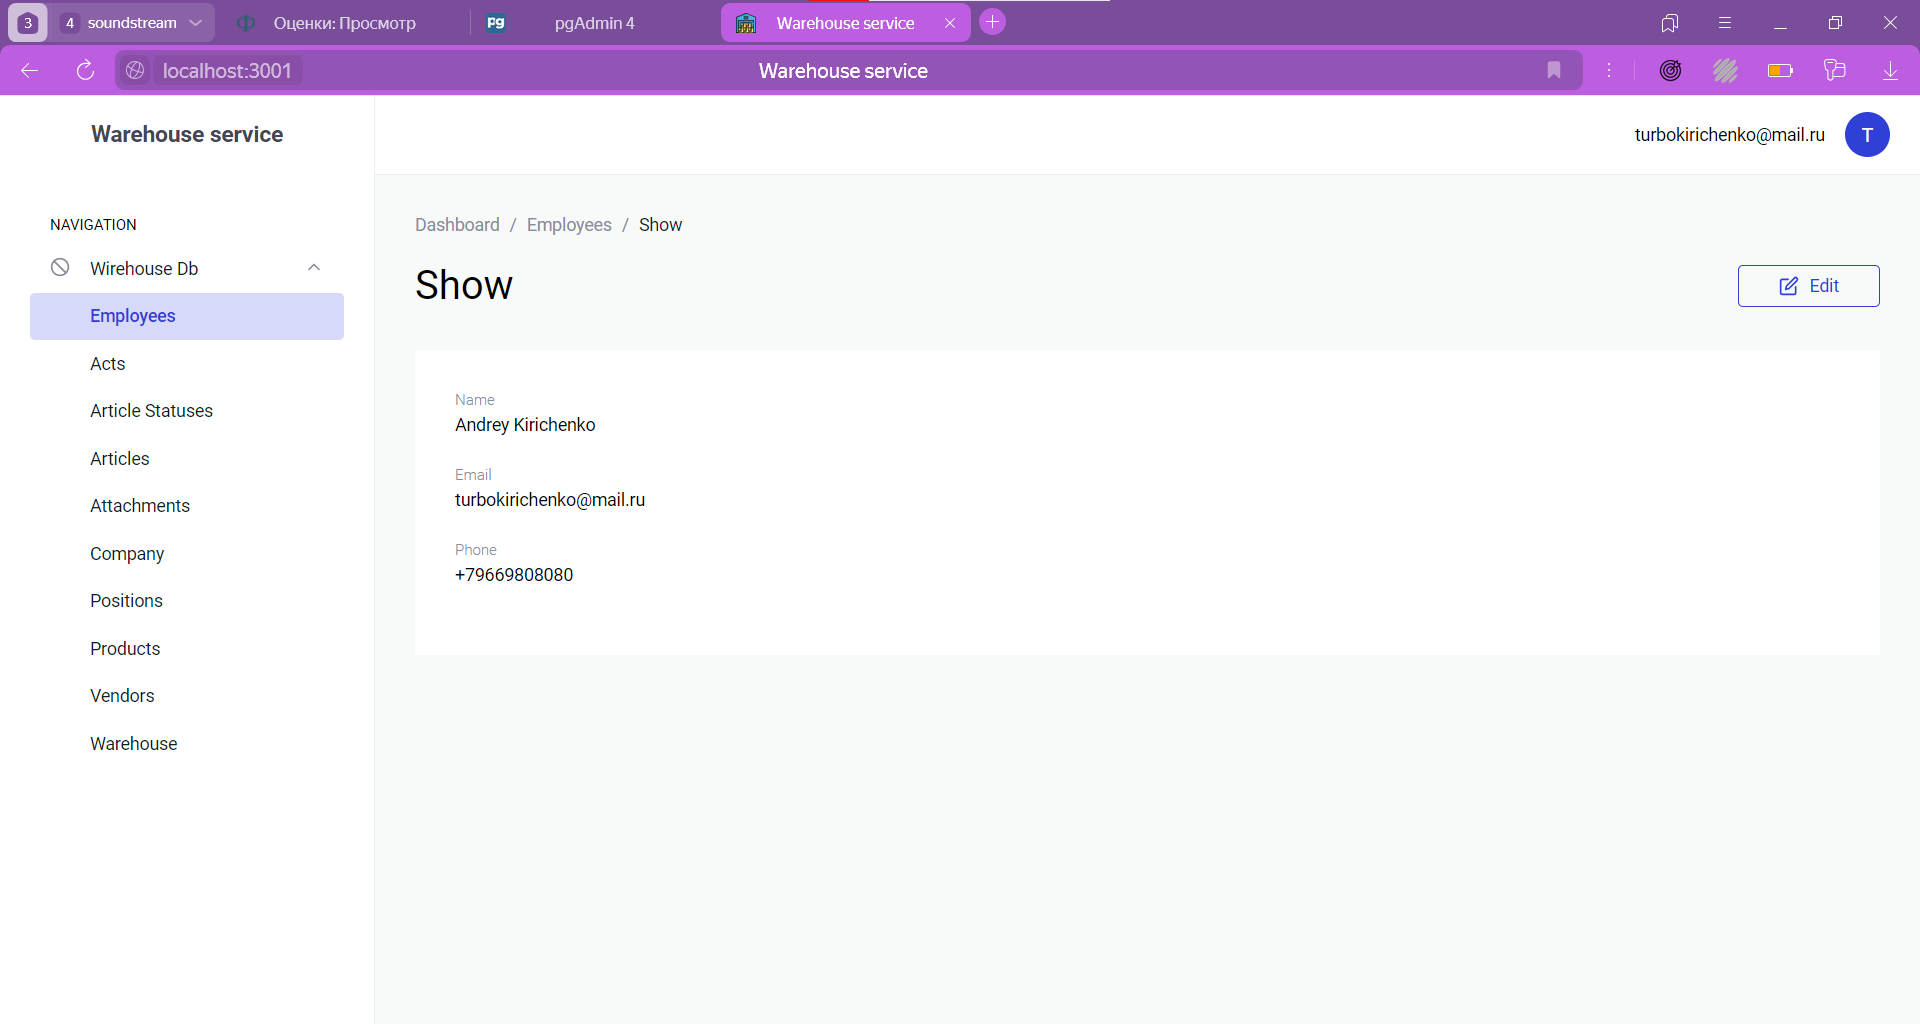 3
4 soundstream
Оценки: Просмотр
pgAdmin 4
Warehouse service
localhost:3001
Warehouse service
Warehouse service
turbokirichenko@mail.ru
T
NAVIGATION
Wirehouse Db
Employees
Acts
Article Statuses
Articles
Attachments
Company
Positions
Products
Vendors
Warehouse
Dashboard / Employees / Show
Show
Edit
Name
Andrey Kirichenko
Email
turbokirichenko@mail.ru
Phone
+79669808080